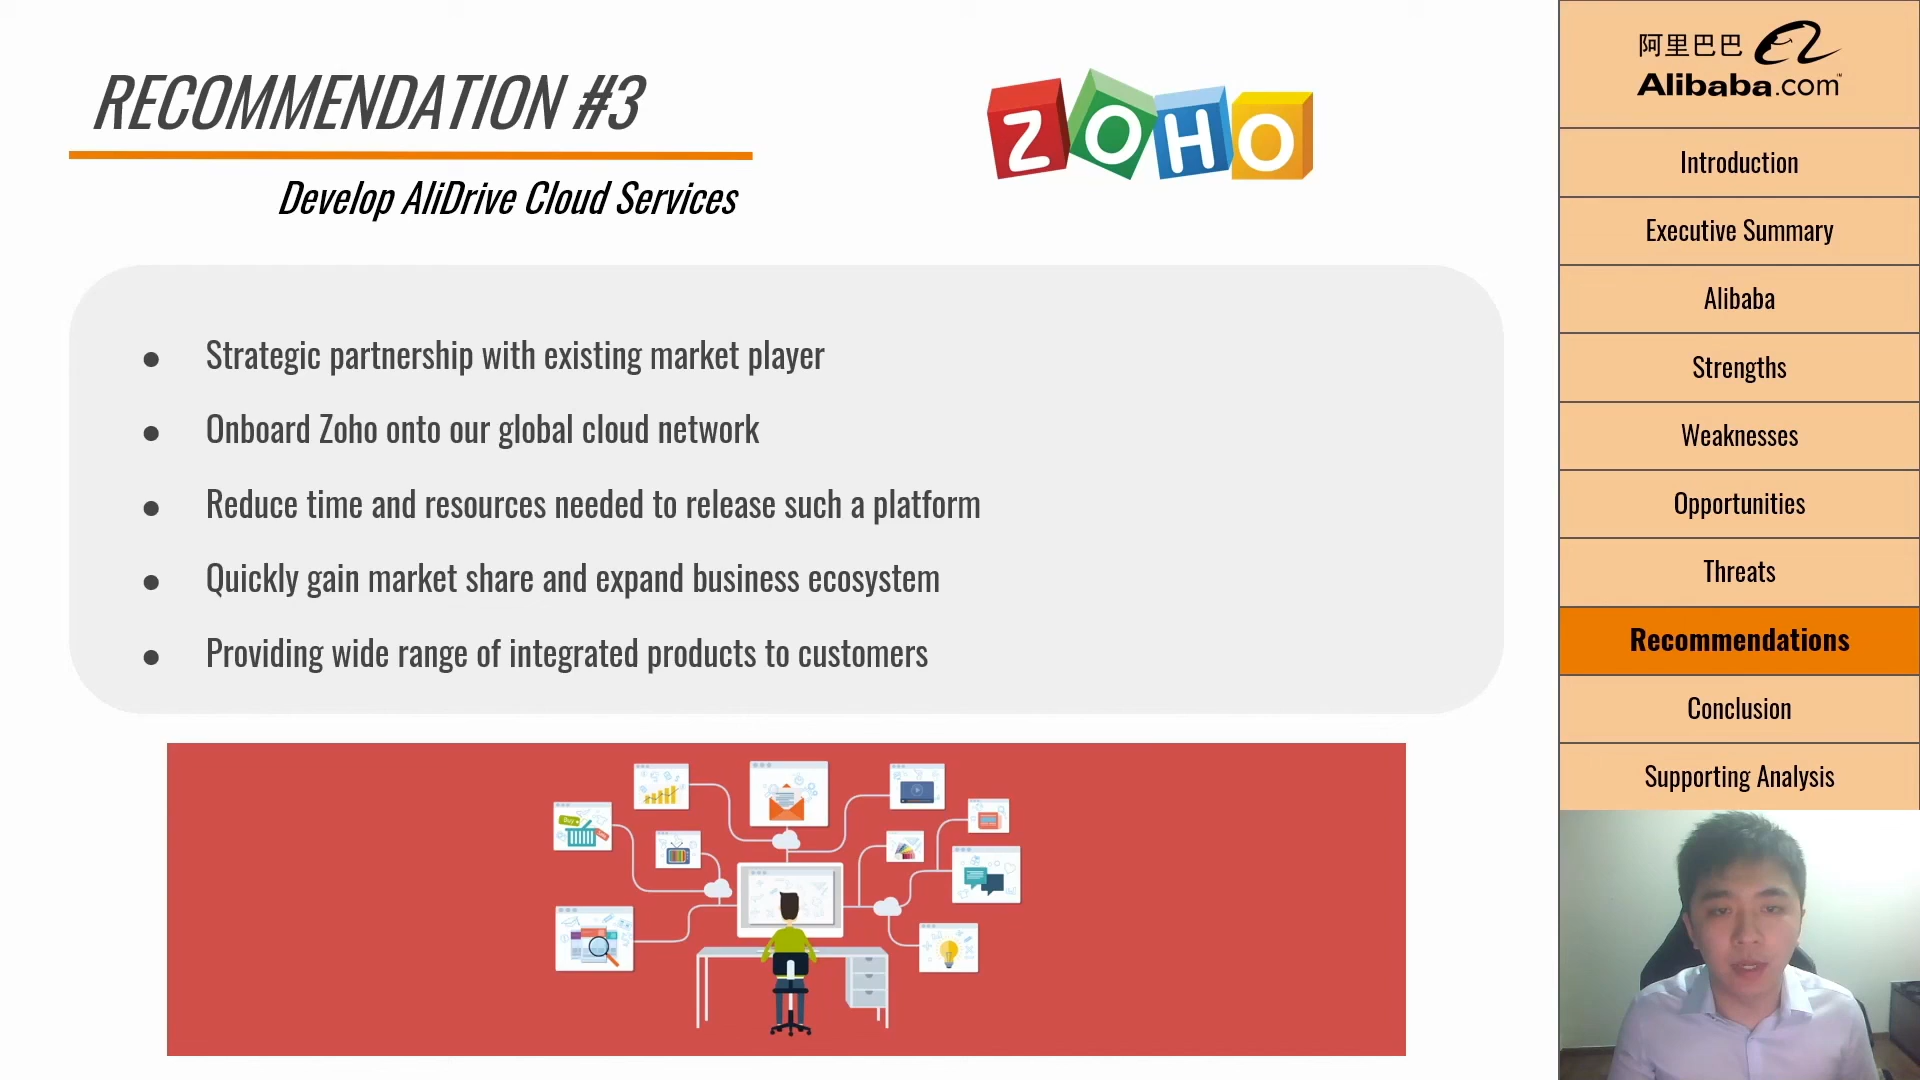 RECOMMENDATION #3
Develop AliDrive Cloud Services
ZOHO
● Strategic partnership with existing market player
● Onboard Zoho onto our global cloud network
● Reduce time and resources needed to release such a platform
● Quickly gain market share and expand business ecosystem
● Providing wide range of integrated products to customers
Buy
阿里巴巴
Alibaba.com
Introduction
Executive Summary
Alibaba
Strengths
Weaknesses
Opportunities
Threats
Recommendations
Conclusion
Supporting Analysis